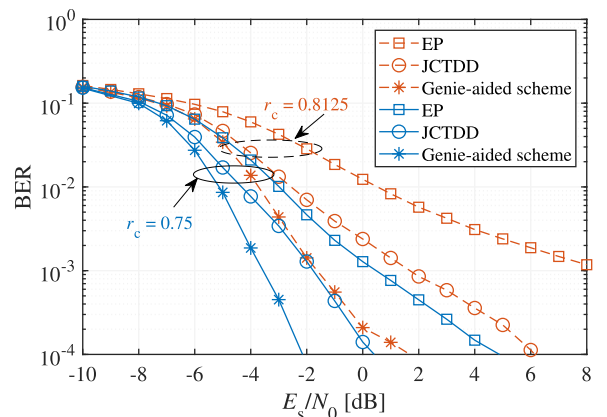 10^0
10^-1
10^-2
10^-3
10^-4
BER
-10 -8 -6 -4 -2 0 2 4 6 8
E_s/N_0 [dB]
EP
JCTDD
Genie-aided scheme
EP
JCTDD
Genie-aided scheme
r_c = 0.8125
r_c = 0.75